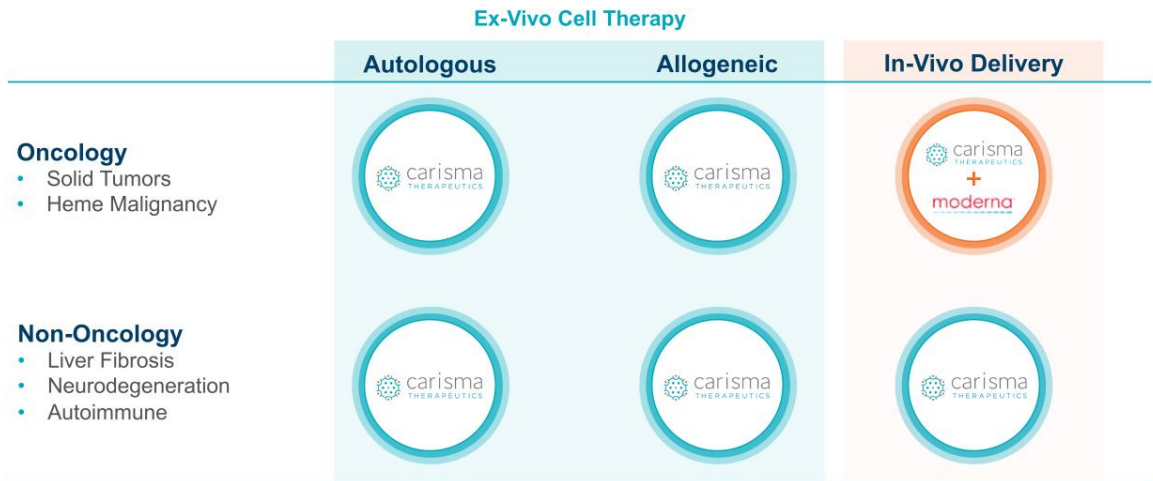 Ex-Vivo Cell Therapy
Autologous
Allogeneic
In-Vivo Delivery
Oncology
• Solid Tumors
• Heme Malignancy
carisma
THERAPEUTICS
carisma
THERAPEUTICS
carisma
THERAPEUTICS
+
moderna
Non-Oncology
• Liver Fibrosis
• Neurodegeneration
• Autoimmune
carisma
THERAPEUTICS
carisma
THERAPEUTICS
carisma
THERAPEUTICS